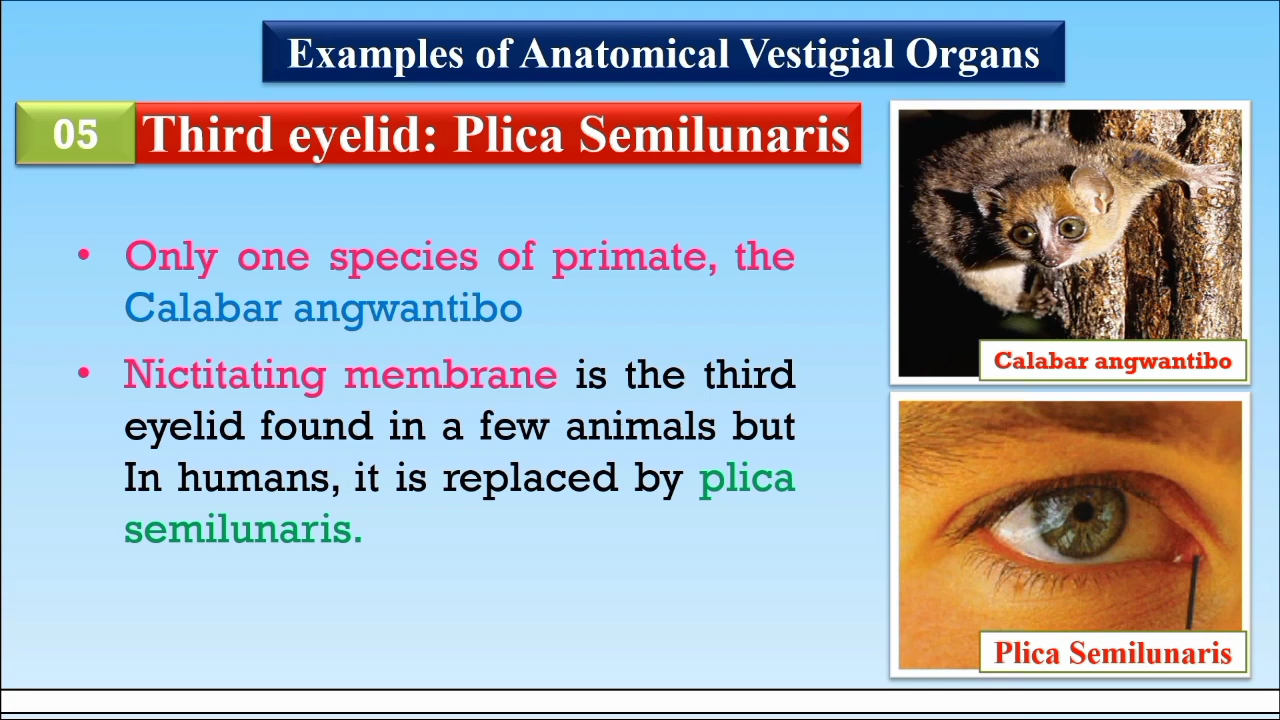 Examples of Anatomical Vestigial Organs
05 Third eyelid: Plica Semilunaris
• Only one species of primate, the
Calabar angwantibo
• Nictitating membrane is the third
eyelid found in a few animals but
In humans, it is replaced by plica
semilunaris.
Calabar angwantibo
Plica Semilunaris